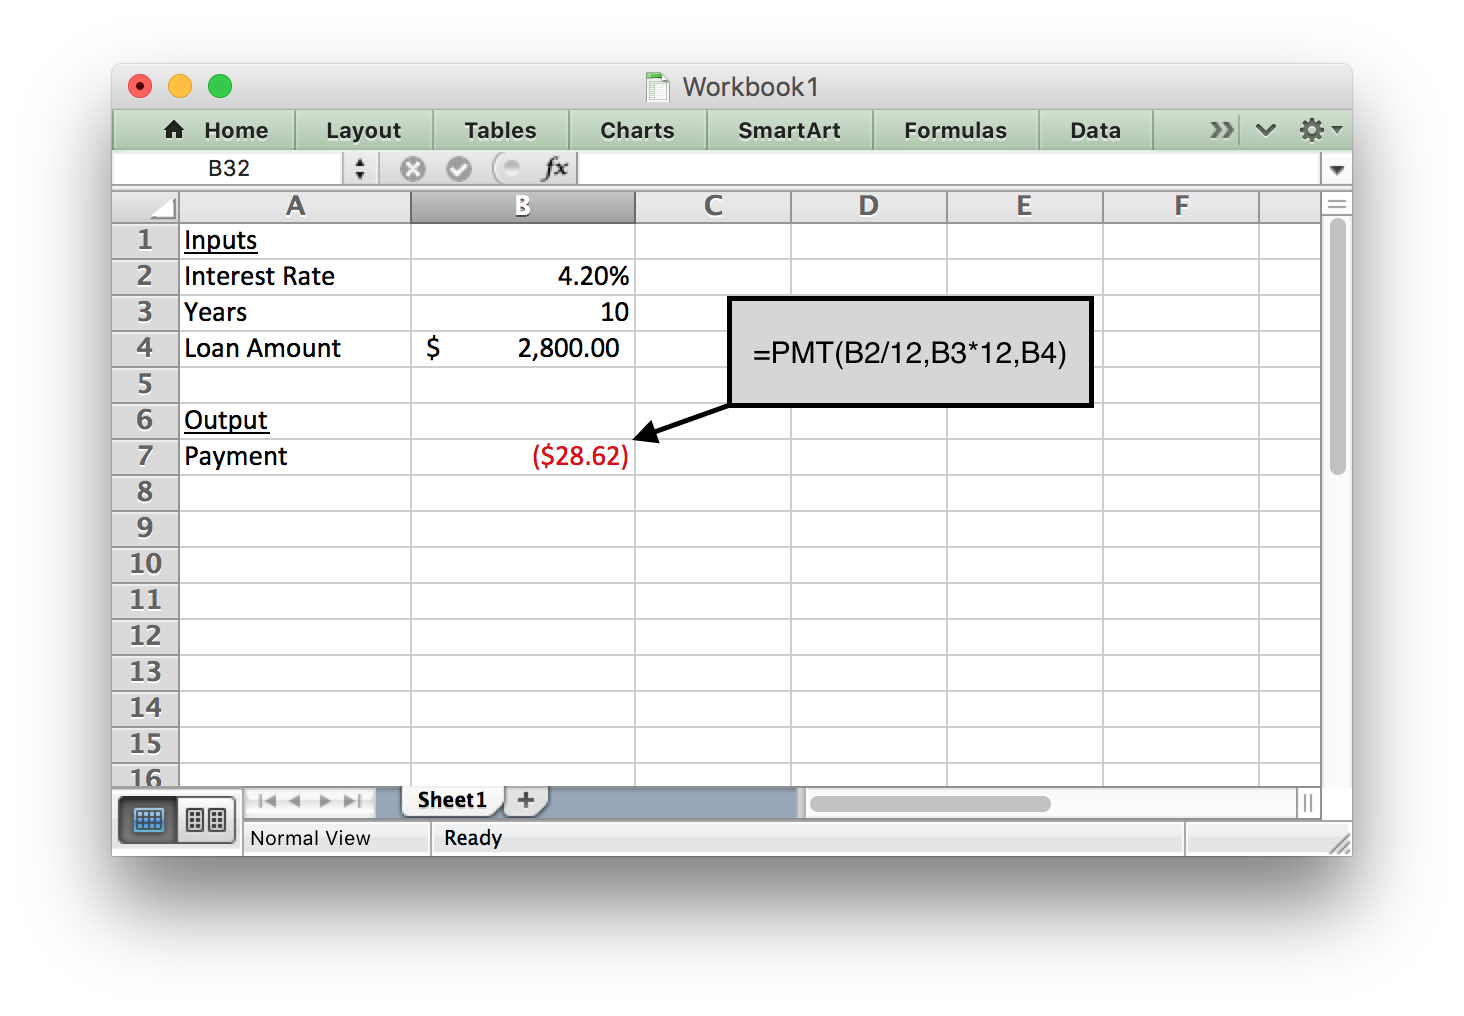 Workbook1
Home Layout Tables Charts SmartArt Formulas Data
B32 fx
A B C D E F
1 Inputs
2 Interest Rate 4.20%
3 Years 10
4 Loan Amount $ 2,800.00
=PMT(B2/12,B3*12,B4)
5
6 Output
7 Payment ($28.62)
8
9
10
11
12
13
14
15
16
Sheet1 +
Normal View Ready